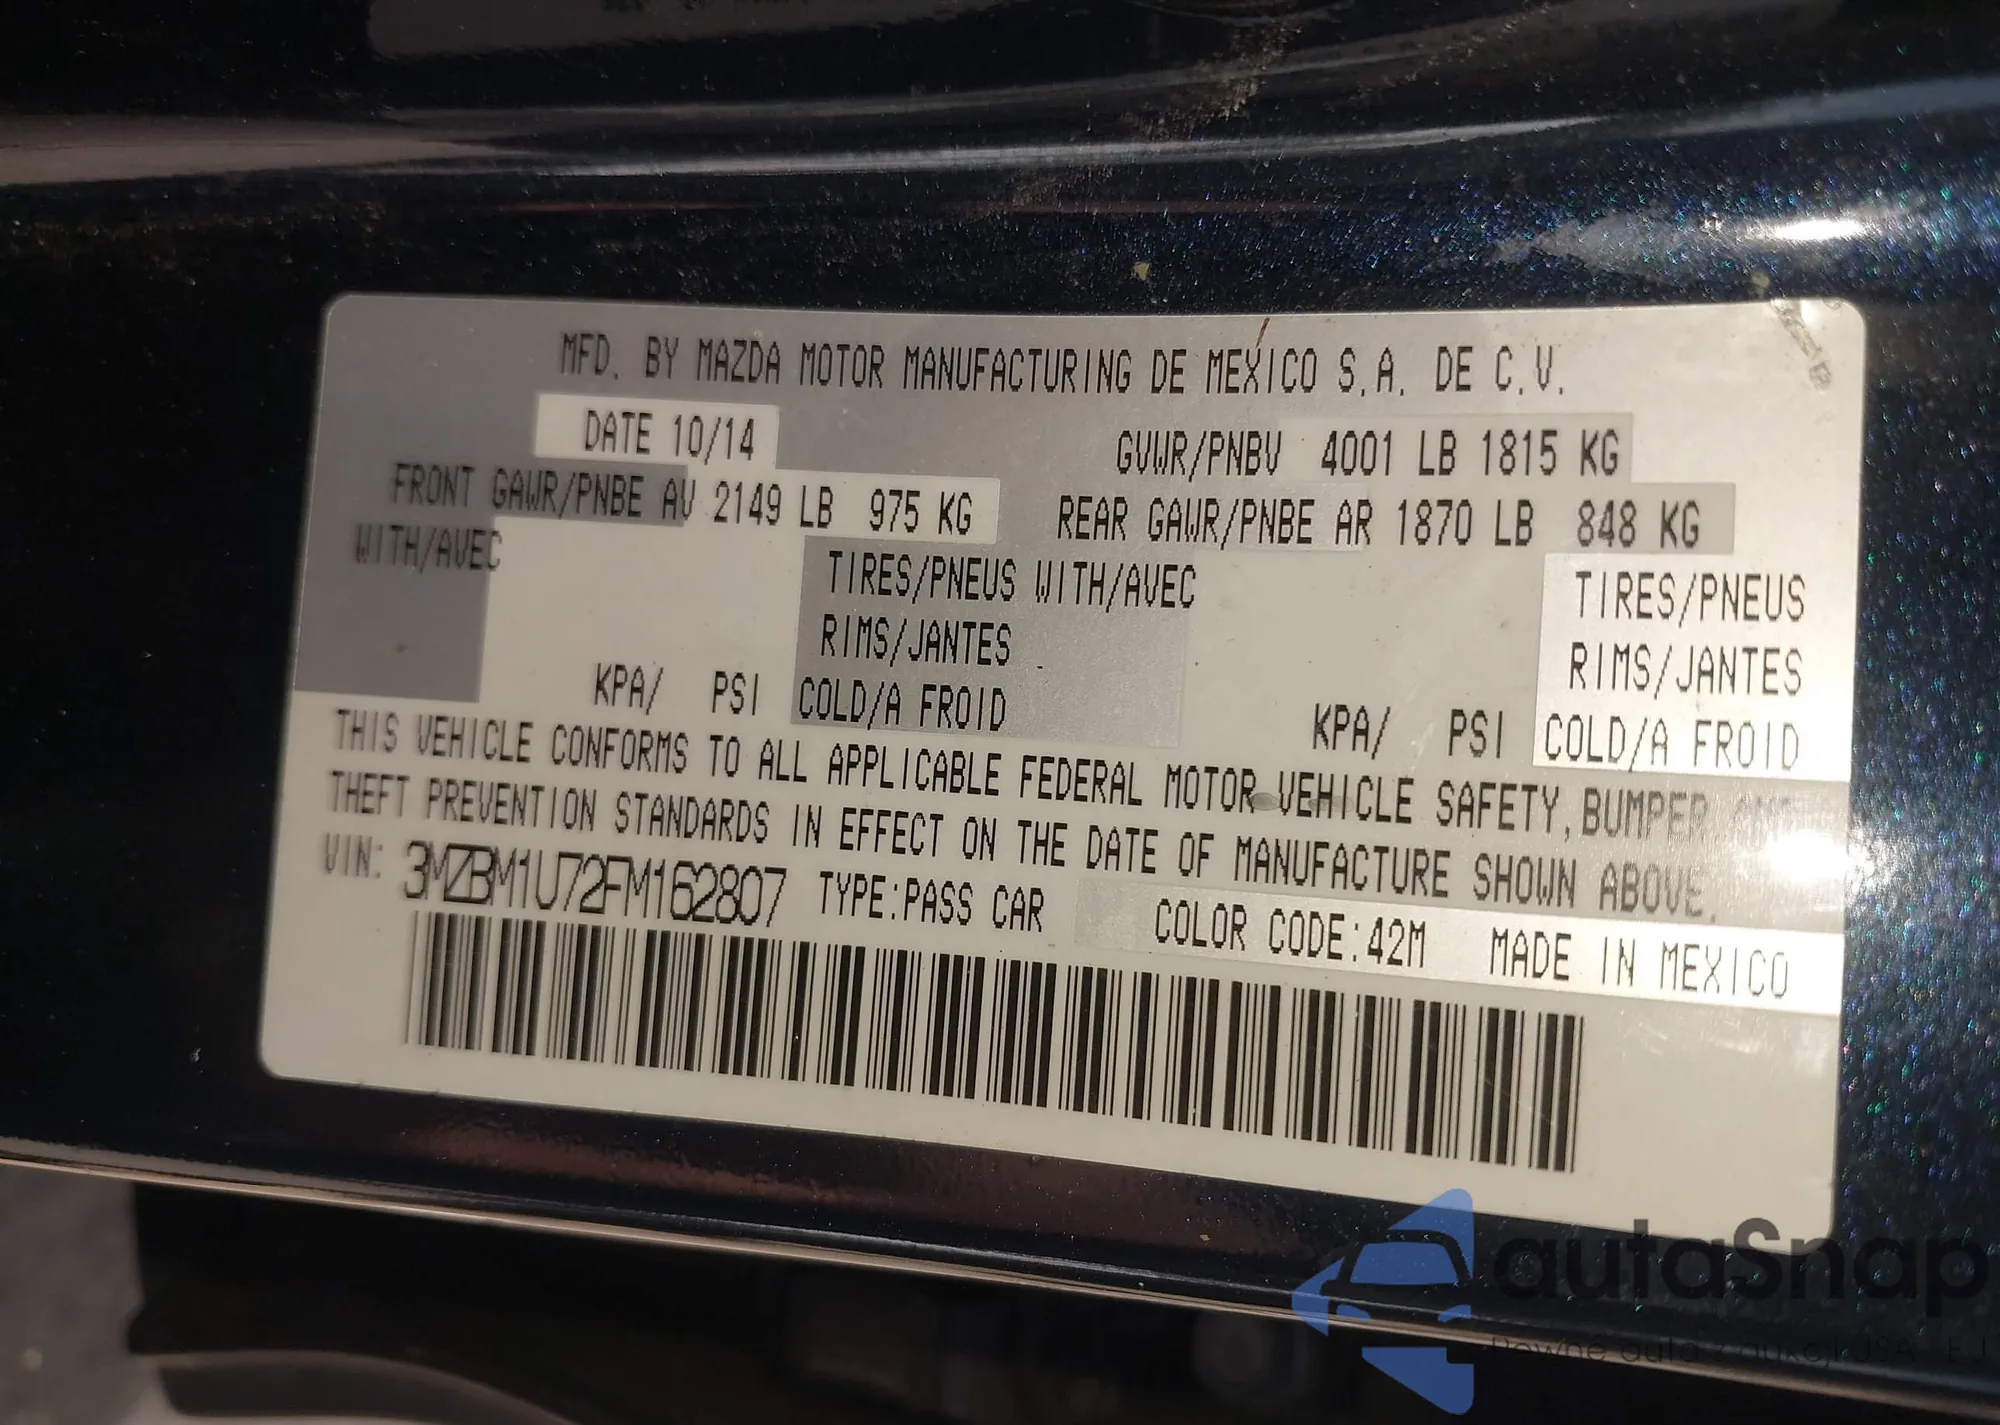 MFD. BY MAZDA MOTOR MANUFACTURING DE MEXICO S.A. DE C.V.
DATE 10/14 GVWR/PNBV 4001 LB 1815 KG
FRONT GAWR/PNBE AV 2149 LB 975 KG REAR GAWR/PNBE AR 1870 LB 848 KG
WITH/AVEC TIRES/PNEUS WITH/AVEC TIRES/PNEUS
RIMS/JANTES RIMS/JANTES
KPA/ PSI COLD/A FROID KPA/ PSI COLD/A FROID
THIS VEHICLE CONFORMS TO ALL APPLICABLE FEDERAL MOTOR VEHICLE SAFETY, BUMPER AND
THEFT PREVENTION STANDARDS IN EFFECT ON THE DATE OF MANUFACTURE SHOWN ABOVE.
VIN: 3MZBM1U72FM162807 TYPE:PASS CAR COLOR CODE:42M MADE IN MEXICO
autaSnap